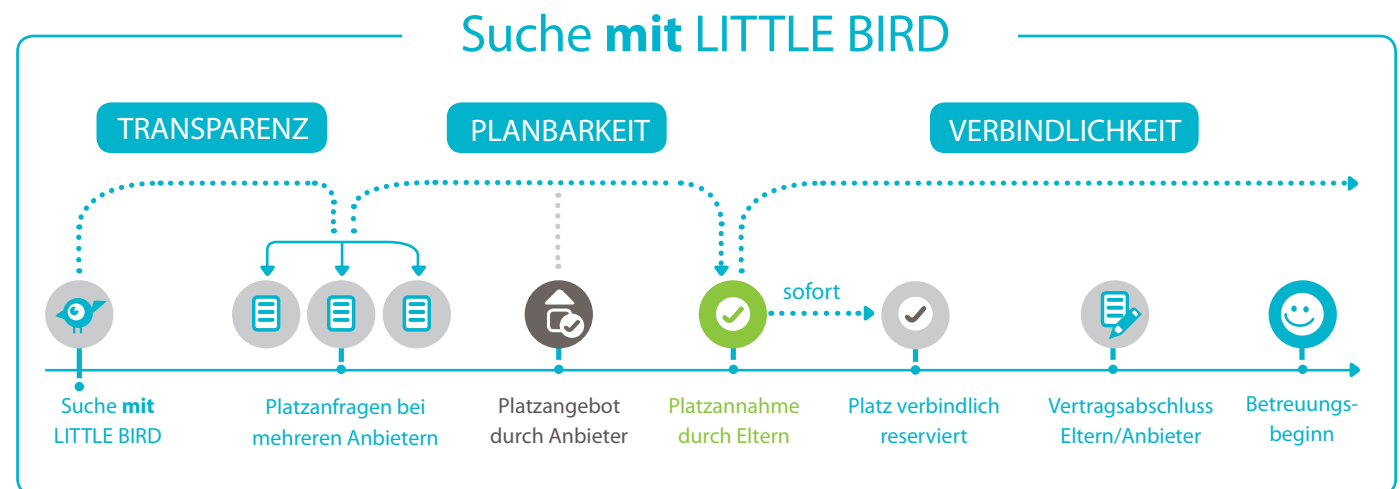 Suche mit LITTLE BIRD
TRANSPARENZ
PLANBARKEIT
VERBINDLICHKEIT
sofort
Suche mit
LITTLE BIRD
Platzanfragen bei
mehreren Anbietern
Platzangebot
durch Anbieter
Platzannahme
durch Eltern
Platz verbindlich
reserviert
Vertragsabschluss
Eltern/Anbieter
Betreuungs-
beginn